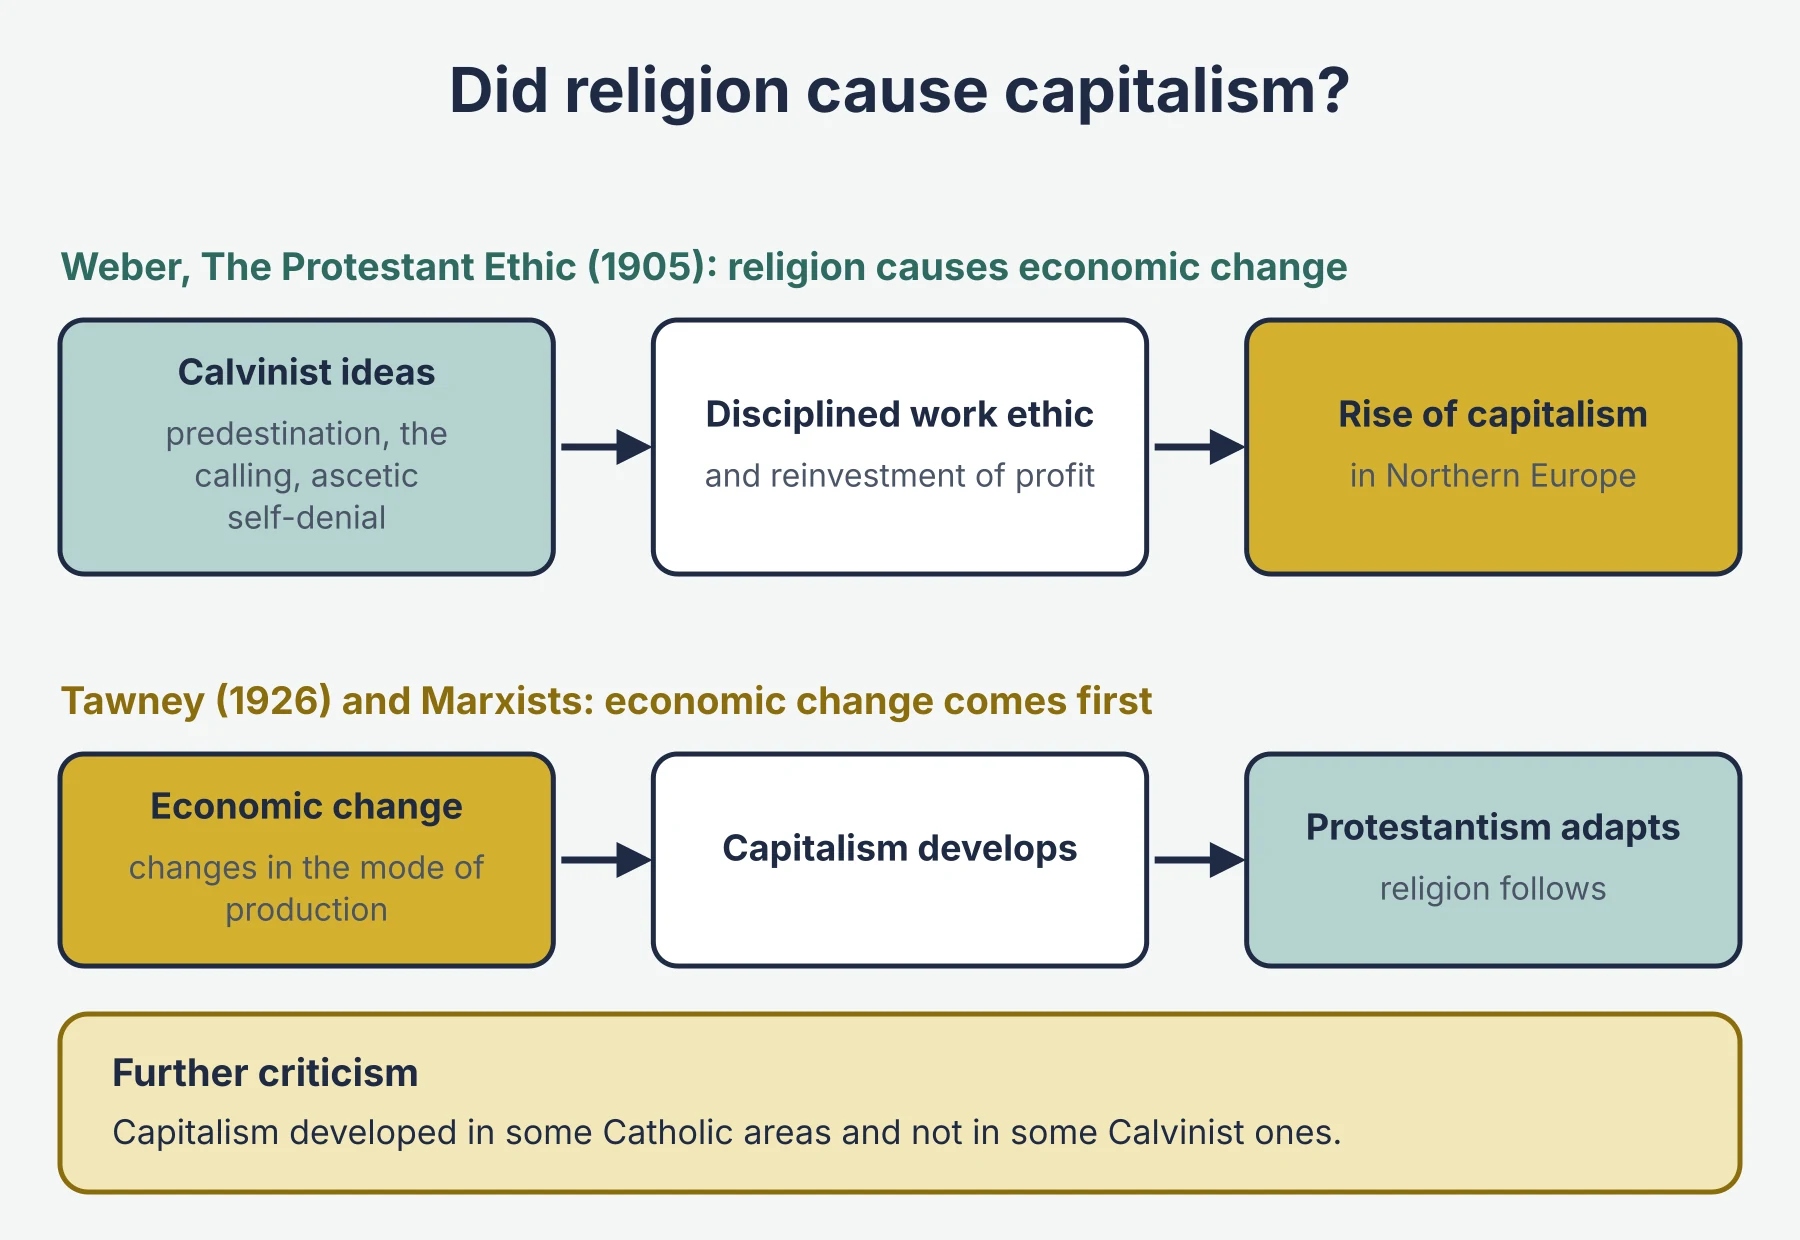 Did religion cause capitalism?
Weber, The Protestant Ethic (1905): religion causes economic change
Calvinist ideas
predestination, the
calling, ascetic
self-denial
Disciplined work ethic
and reinvestment of profit
Rise of capitalism
in Northern Europe
Tawney (1926) and Marxists: economic change comes first
Economic change
changes in the mode of
production
Capitalism develops
Protestantism adapts
religion follows
Further criticism
Capitalism developed in some Catholic areas and not in some Calvinist ones.